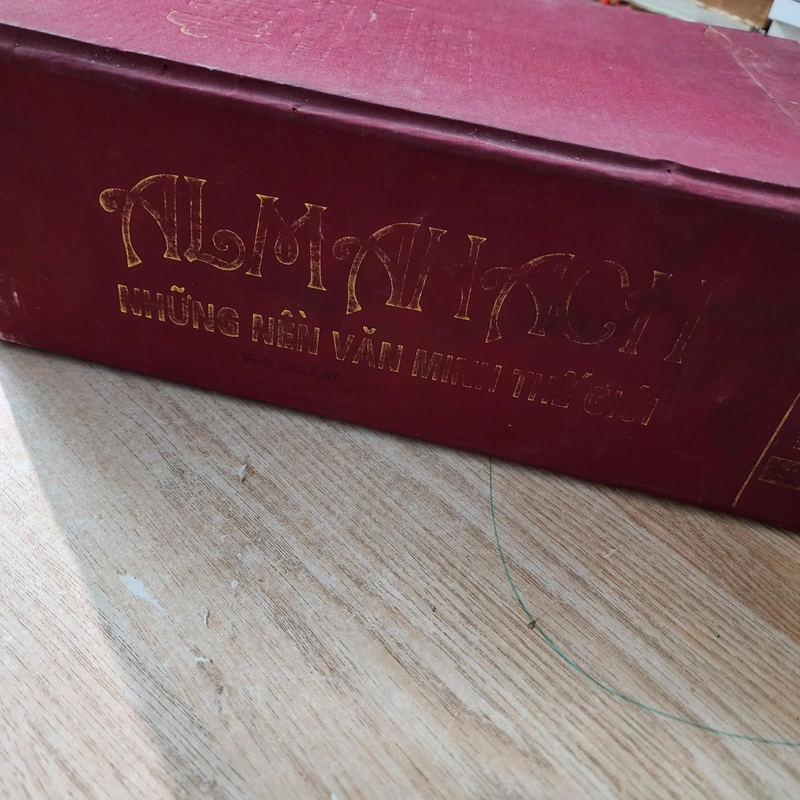 ALMANACH
NHỮNG NỀN VĂN MINH THẾ GIỚI